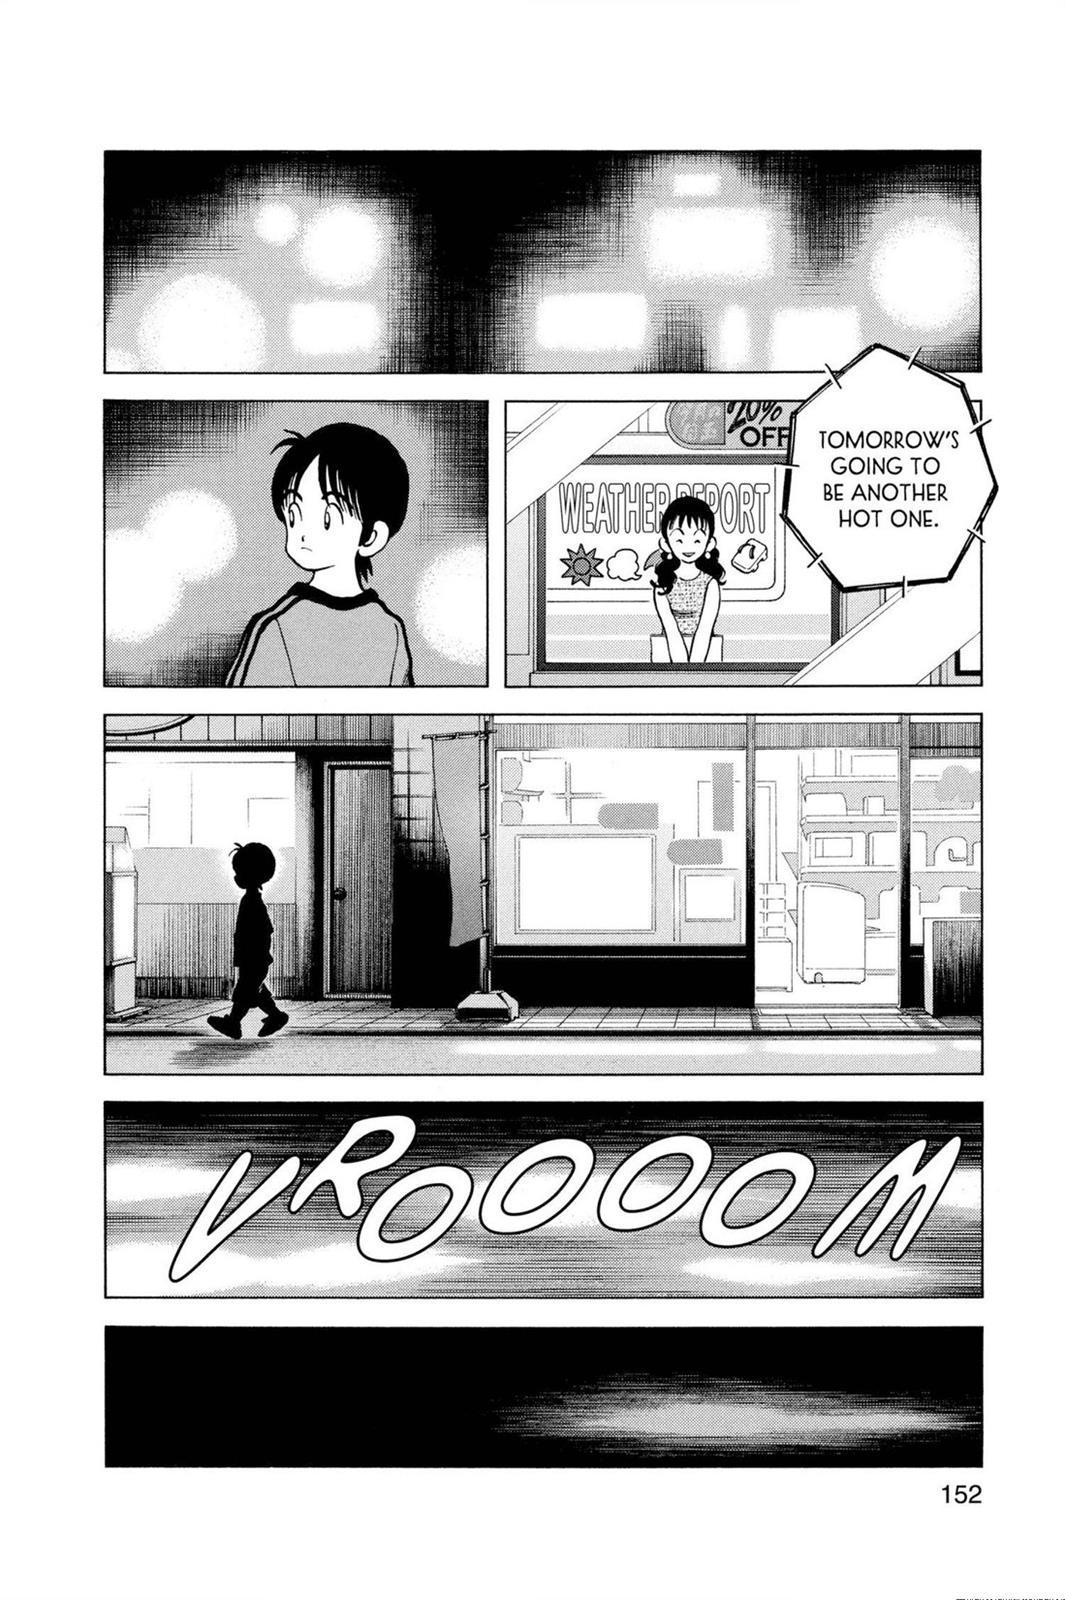 20%
OFF
TOMORROW'S
GOING TO
BE ANOTHER
HOT ONE.
WEATHER REPORT
VROOOOOM
152